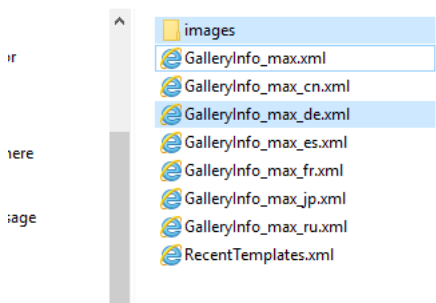 images
GalleryInfo_max.xml
GalleryInfo_max_cn.xml
GalleryInfo_max_de.xml
GalleryInfo_max_es.xml
GalleryInfo_max_fr.xml
GalleryInfo_max_jp.xml
GalleryInfo_max_ru.xml
RecentTemplates.xml